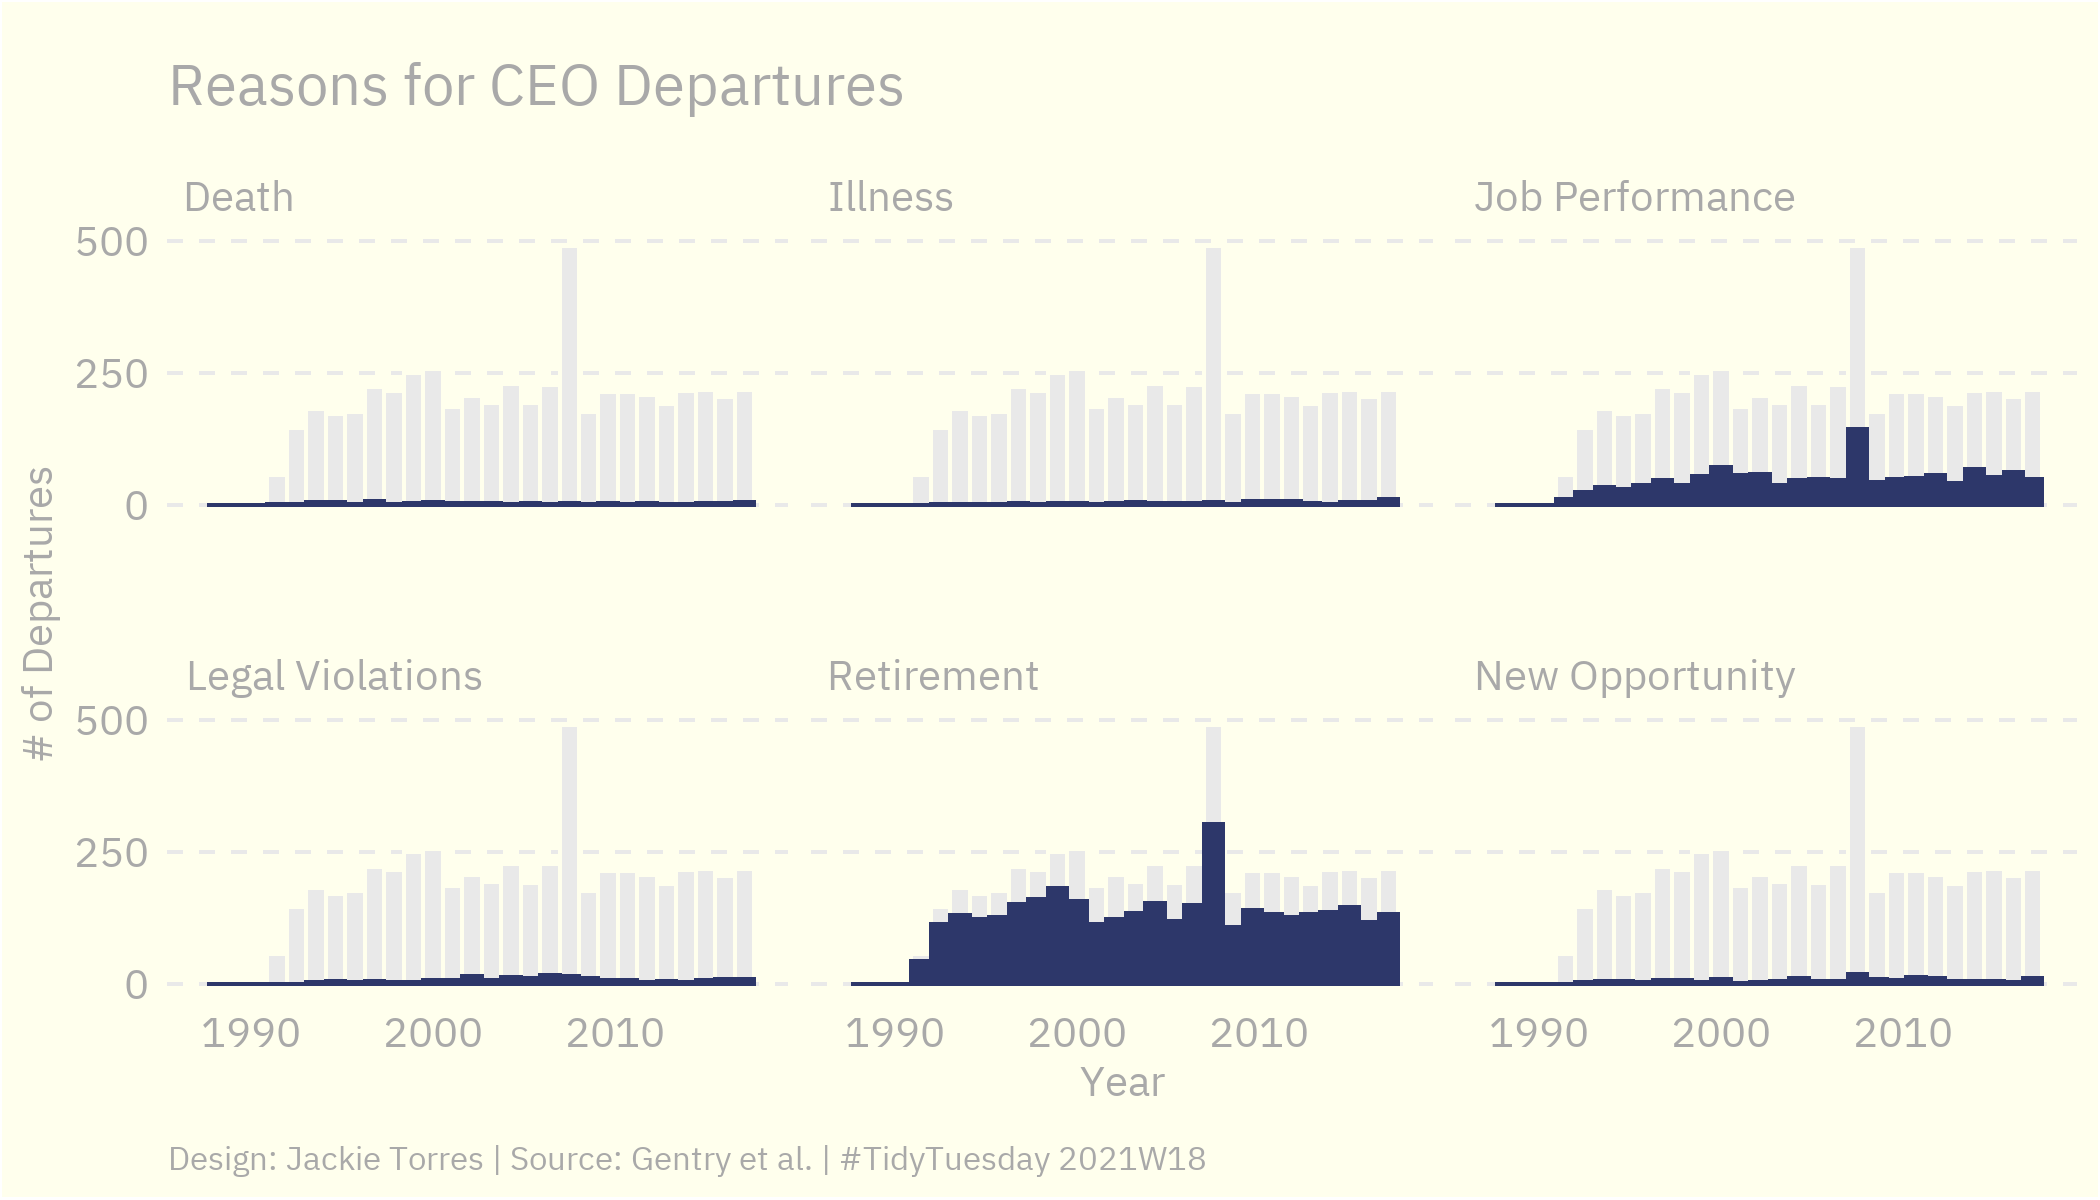 Reasons for CEO Departures
Death
Illness
Job Performance
500
250
0
# of Departures
Legal Violations
Retirement
New Opportunity
500
250
0
1990 2000 2010
1990 2000 2010
1990 2000 2010
Year
Design: Jackie Torres | Source: Gentry et al. | #TidyTuesday 2021W18